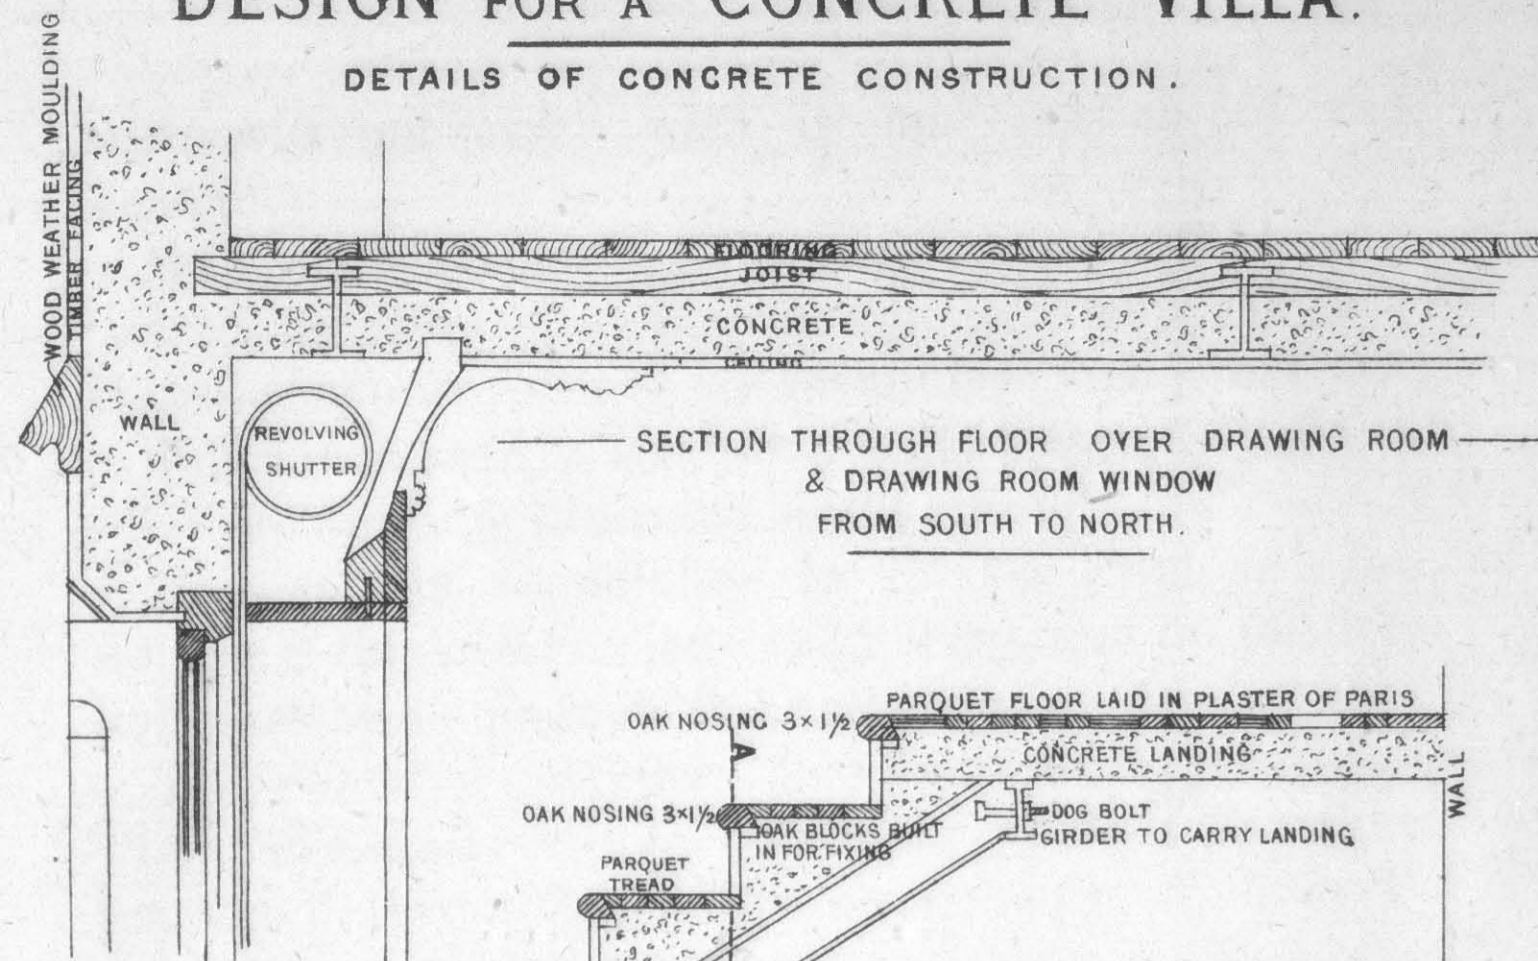 DESIGN FOR A CONCRETE VILLA.
DETAILS OF CONCRETE CONSTRUCTION.
WOOD WEATHER MOULDING
TIMBER FACING
FLOORING
JOIST
CONCRETE
CEILING
WALL
REVOLVING
SHUTTER
SECTION THROUGH FLOOR OVER DRAWING ROOM
& DRAWING ROOM WINDOW
FROM SOUTH TO NORTH.
PARQUET FLOOR LAID IN PLASTER OF PARIS
OAK NOSING 3 × 1½
A
CONCRETE LANDING
WALL
OAK NOSING 3×1½
DOG BOLT
OAK BLOCKS BUILT
IN FOR FIXING
GIRDER TO CARRY LANDING
PARQUET
TREAD